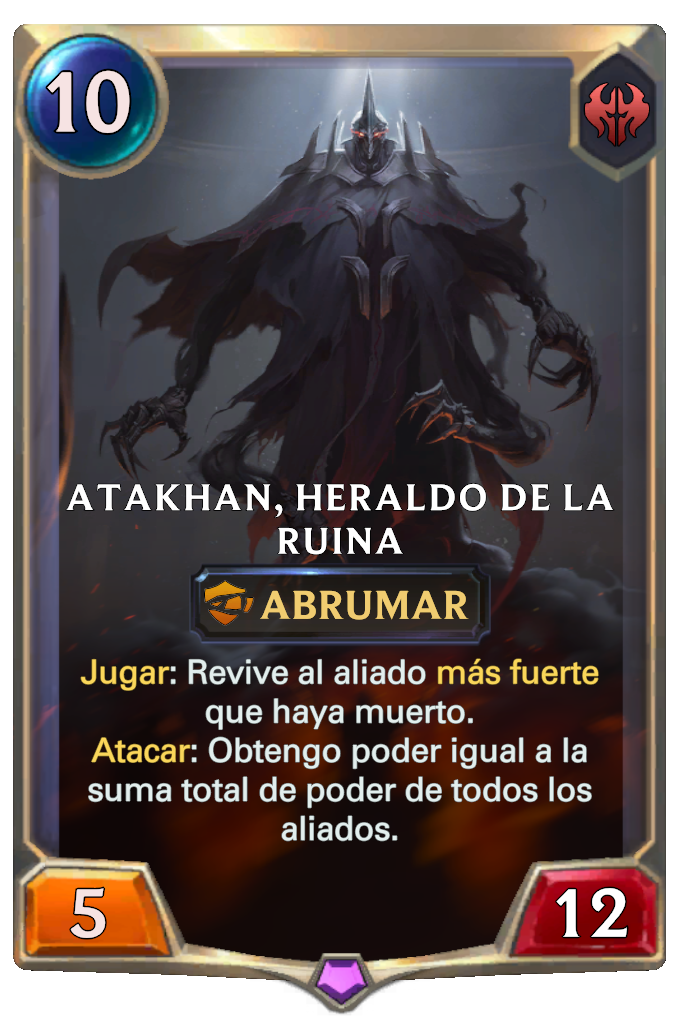 10
ATAKHAN, HERALDO DE LA
RUINA
ABRUMAR
Jugar: Revive al aliado más fuerte
que haya muerto.
Atacar: Obtengo poder igual a la
suma total de poder de todos los
aliados.
5
12